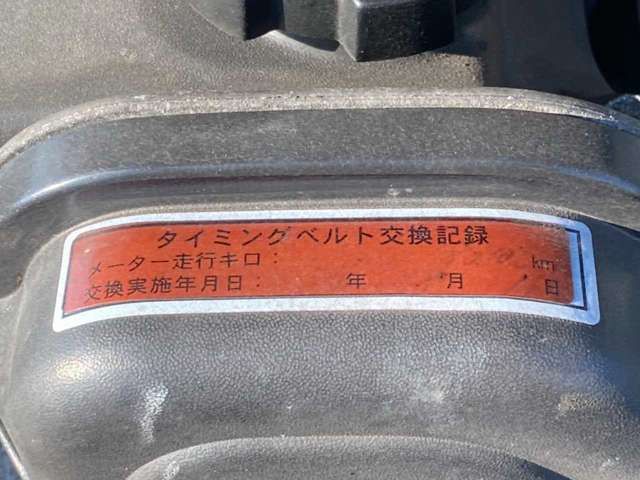 タイミングベルト交換記録
メーター走行キロ： km
交換実施年月日： 年 月 日